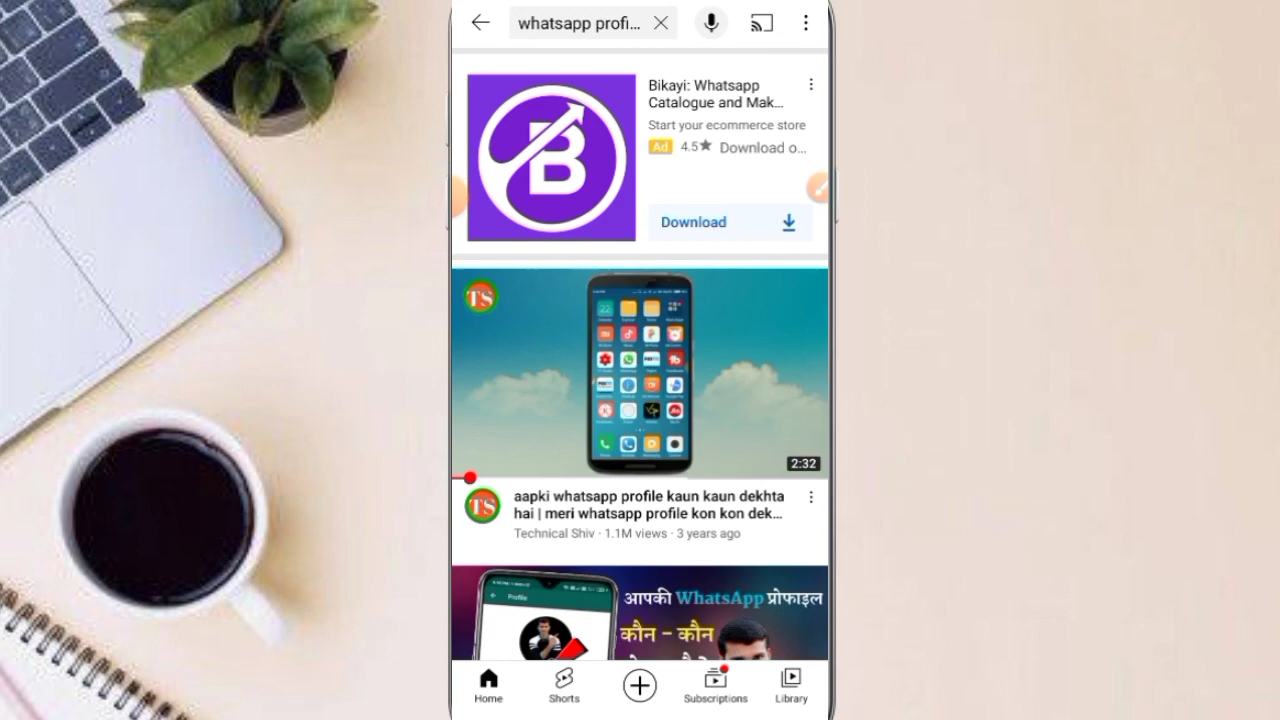 whatsapp profi...
Bikayi: Whatsapp
Catalogue and Mak...
Start your ecommerce store
Ad 4.5★ Download o...
Download
TS
2:32
TS
aapki whatsapp profile kaun kaun dekhta
hai | meri whatsapp profile kon kon dek...
Technical Shiv · 1.1M views · 3 years ago
Profile
आपकी WhatsApp प्रोफाइल
कौन – कौन
Home
Shorts
Subscriptions
Library